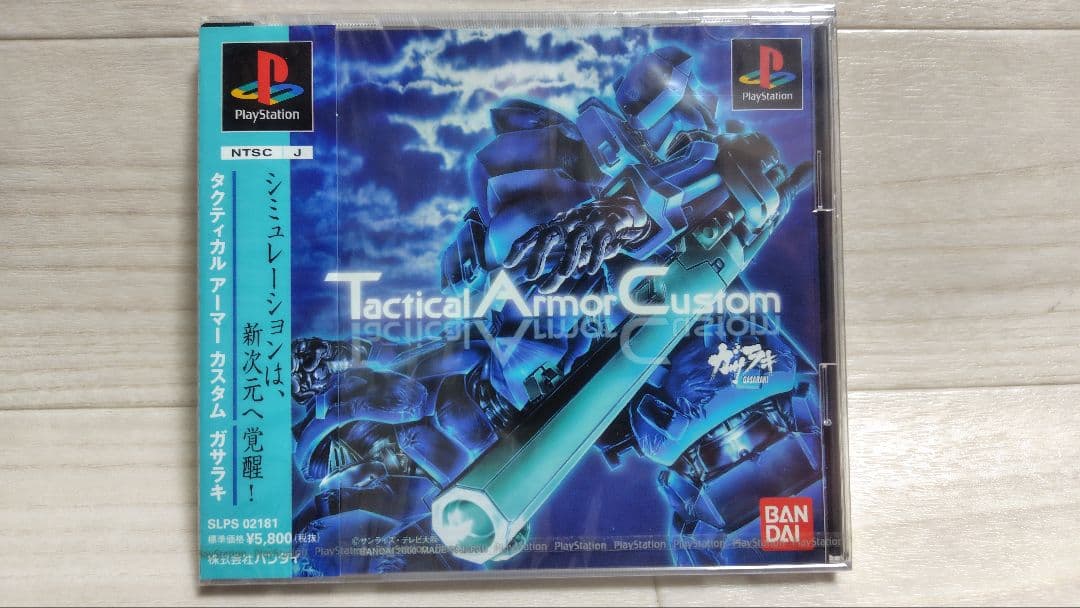 PlayStation
NTSC J
シミュレーションは、
新次元へ覚醒！
タクティカル アーマー カスタム ガサラキ
SLPS 02181
標準価格¥5,800(税抜)
株式会社バンダイ
PlayStation
Tactical Armor Custom
ガサラキ
GASARAKI
BAN
DAI
©サンライズ・テレビ大阪
BANDAI 2000 MADE
PlayStation PlayStation PlayStation PlayStation